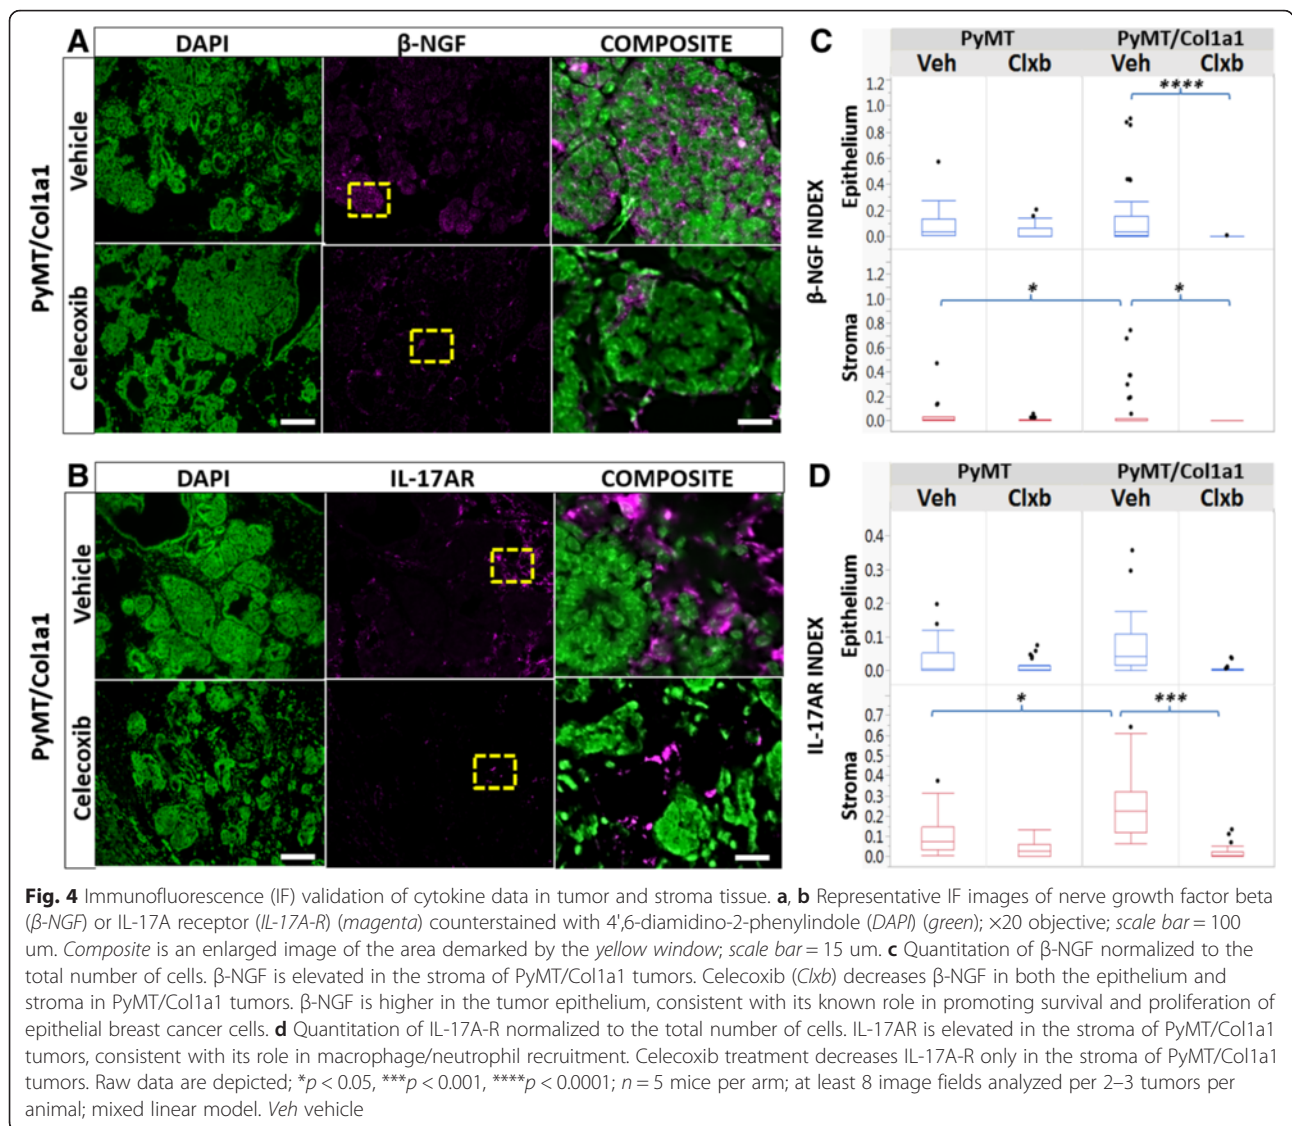 A
DAPI
β-NGF
COMPOSITE
PyMT/Col1a1
Vehicle
Celecoxib
C
PyMT
PyMT/Col1a1
Veh
Clxb
Veh
Clxb
β-NGF INDEX
Epithelium
1.2
1.0
0.8
0.6
0.4
0.2
0.0
****
Stroma
1.2
1.0
0.8
0.6
0.4
0.2
0.0
*
*
B
DAPI
IL-17AR
COMPOSITE
PyMT/Col1a1
Vehicle
Celecoxib
D
PyMT
PyMT/Col1a1
Veh
Clxb
Veh
Clxb
IL-17AR INDEX
Epithelium
0.4
0.3
0.2
0.1
0.0
Stroma
0.7
0.6
0.5
0.4
0.3
0.2
0.1
0.0
*
***
Fig. 4 Immunofluorescence (IF) validation of cytokine data in tumor and stroma tissue. a, b Representative IF images of nerve growth factor beta
(β-NGF) or IL-17A receptor (IL-17A-R) (magenta) counterstained with 4',6-diamidino-2-phenylindole (DAPI) (green); ×20 objective; scale bar = 100
um. Composite is an enlarged image of the area demarked by the yellow window; scale bar = 15 um. c Quantitation of β-NGF normalized to the
total number of cells. β-NGF is elevated in the stroma of PyMT/Col1a1 tumors. Celecoxib (Clxb) decreases β-NGF in both the epithelium and
stroma in PyMT/Col1a1 tumors. β-NGF is higher in the tumor epithelium, consistent with its known role in promoting survival and proliferation of
epithelial breast cancer cells. d Quantitation of IL-17A-R normalized to the total number of cells. IL-17AR is elevated in the stroma of PyMT/Col1a1
tumors, consistent with its role in macrophage/neutrophil recruitment. Celecoxib treatment decreases IL-17A-R only in the stroma of PyMT/Col1a1
tumors. Raw data are depicted; *p < 0.05, ***p < 0.001, ****p < 0.0001; n = 5 mice per arm; at least 8 image fields analyzed per 2–3 tumors per
animal; mixed linear model. Veh vehicle